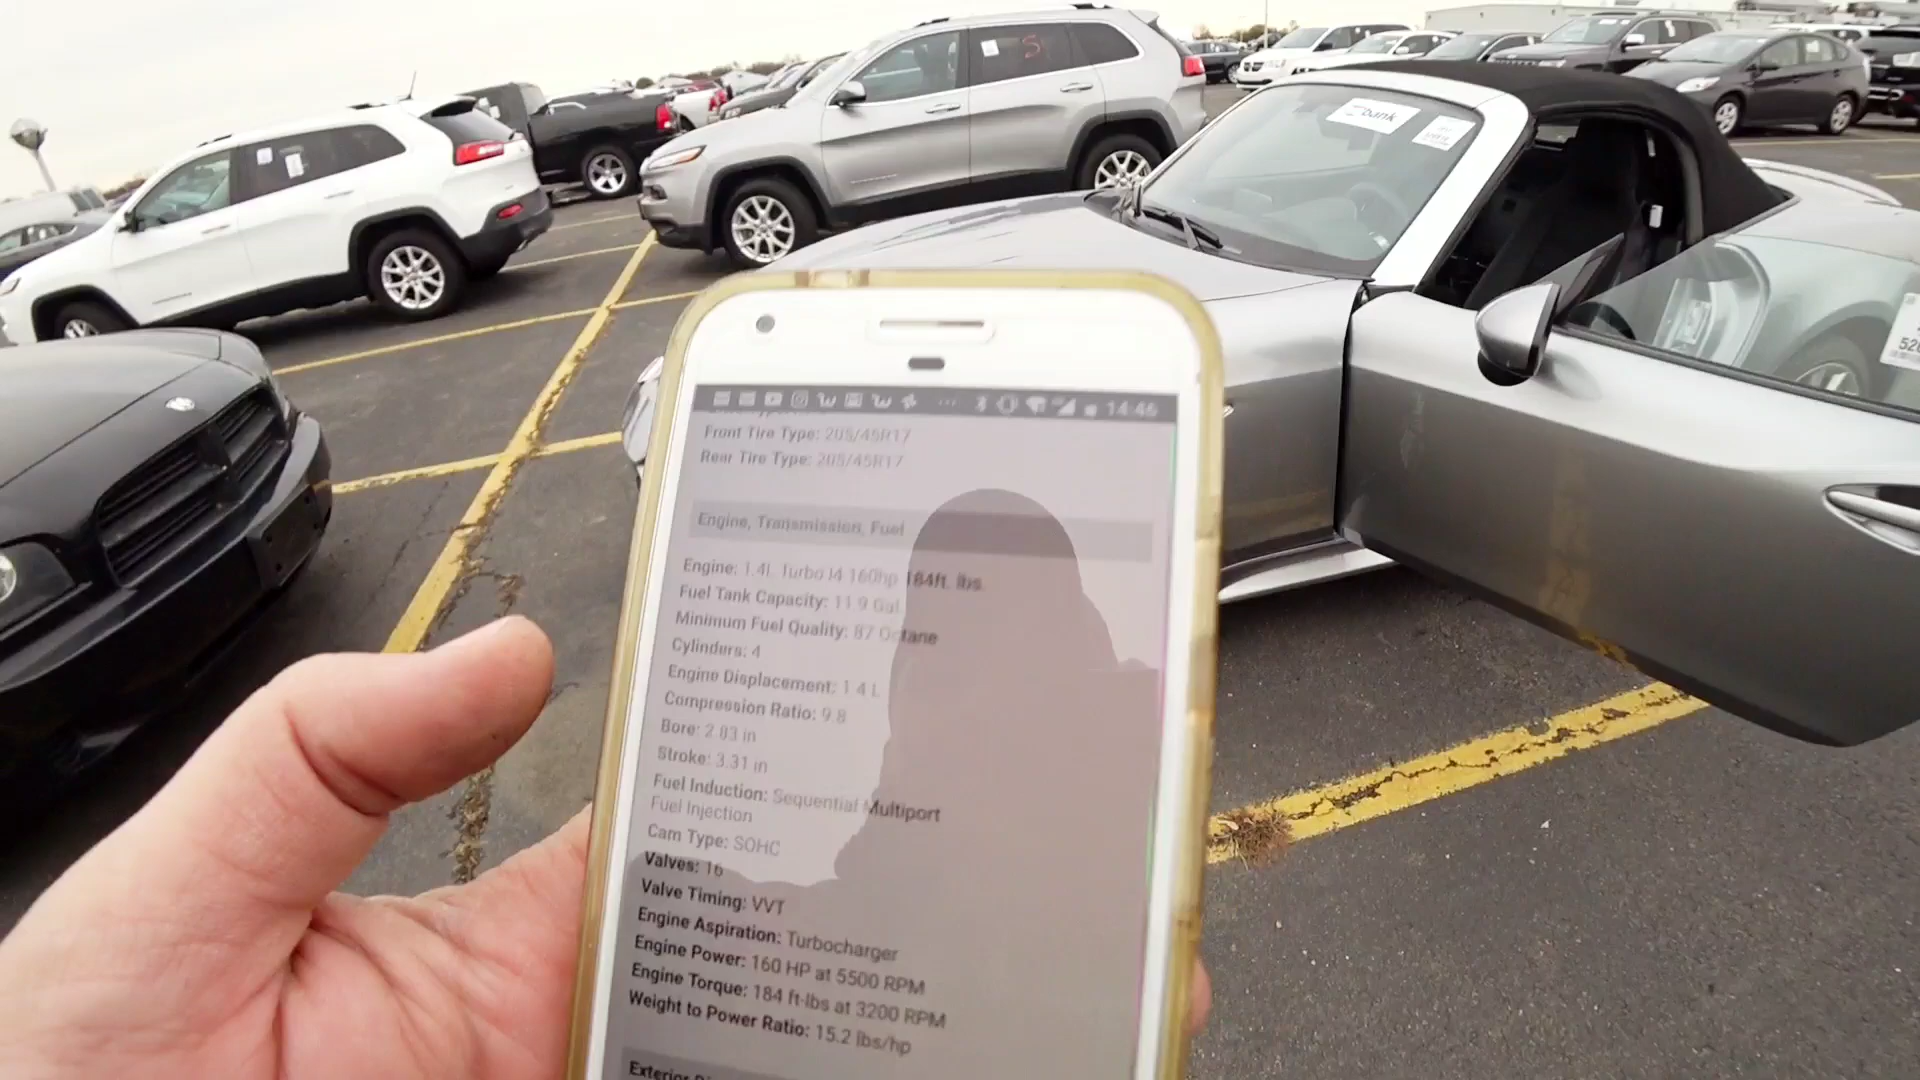 bank
52
14:46
Front Tire Type: 205/45R17
Rear Tire Type: 205/45R17
Engine, Transmission, Fuel
Engine: 1.4L Turbo I4 160hp 184ft. lbs.
Fuel Tank Capacity: 11.9 Gal.
Minimum Fuel Quality: 87 Octane
Cylinders: 4
Engine Displacement: 1.4 L
Compression Ratio: 9.8
Bore: 2.83 in
Stroke: 3.31 in
Fuel Induction: Sequential Multiport
Fuel Injection
Cam Type: SOHC
Valves: 16
Valve Timing: VVT
Engine Aspiration: Turbocharger
Engine Power: 160 HP at 5500 RPM
Engine Torque: 184 ft-lbs at 3200 RPM
Weight to Power Ratio: 15.2 lbs/hp
Exterior